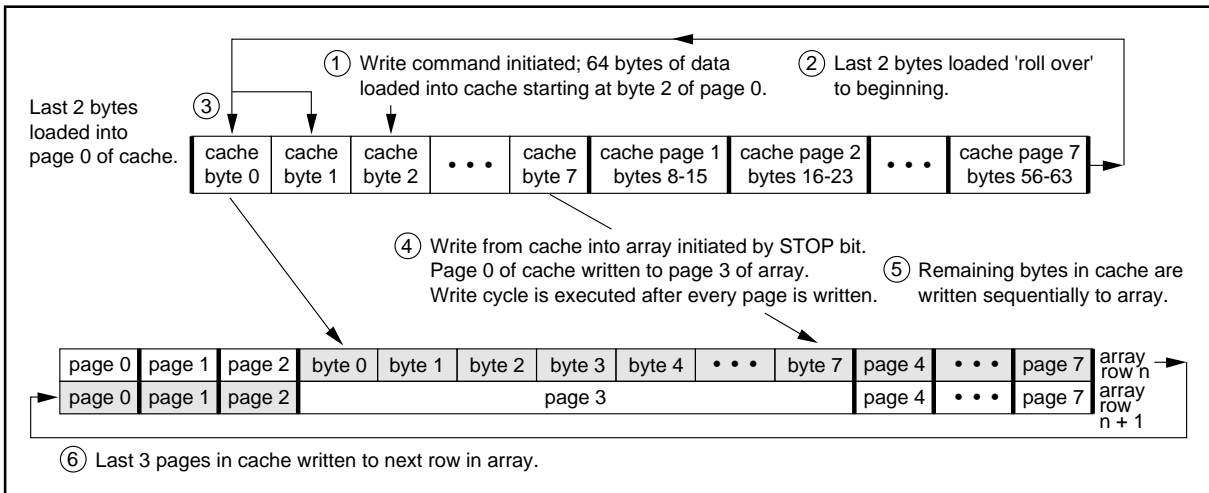 ① Write command initiated; 64 bytes of data
loaded into cache starting at byte 2 of page 0.
② Last 2 bytes loaded 'roll over'
to beginning.
Last 2 bytes
loaded into
page 0 of cache.
③
cache byte 0 cache byte 1 cache byte 2 • • • cache byte 7 cache page 1 bytes 8-15 cache page 2 bytes 16-23 • • • cache page 7 bytes 56-63
④ Write from cache into array initiated by STOP bit.
Page 0 of cache written to page 3 of array.
Write cycle is executed after every page is written.
⑤ Remaining bytes in cache are
written sequentially to array.
page 0 page 1 page 2 byte 0 byte 1 byte 2 byte 3 byte 4 • • • byte 7 page 4 • • • page 7 array row n
page 0 page 1 page 2 page 3 page 4 • • • page 7 array row n + 1
⑥ Last 3 pages in cache written to next row in array.